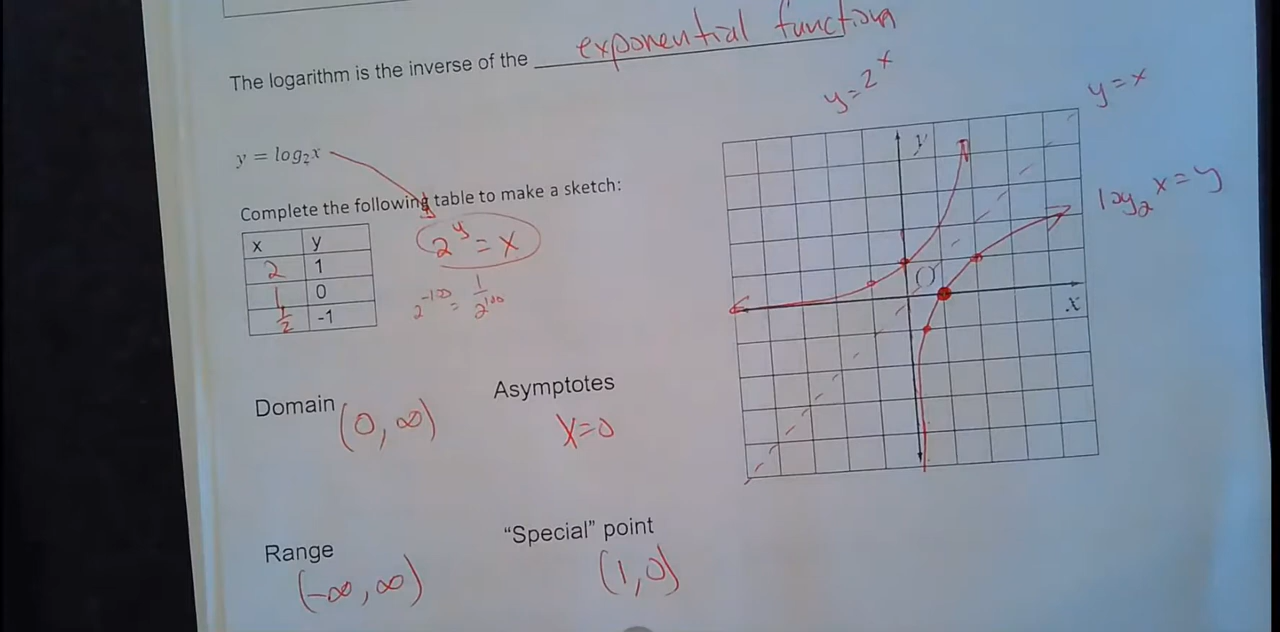 The logarithm is the inverse of the exponential function
y = 2^x
y = x
y = log₂x
log₂ x = y
Complete the following table to make a sketch:
2^y = x
x y
2 1
1 0
1/2 -1
2^-100 = 1/2^100
y
O
x
Domain (0, ∞)
Asymptotes
x=0
Range
(-∞, ∞)
“Special” point
(1, 0)